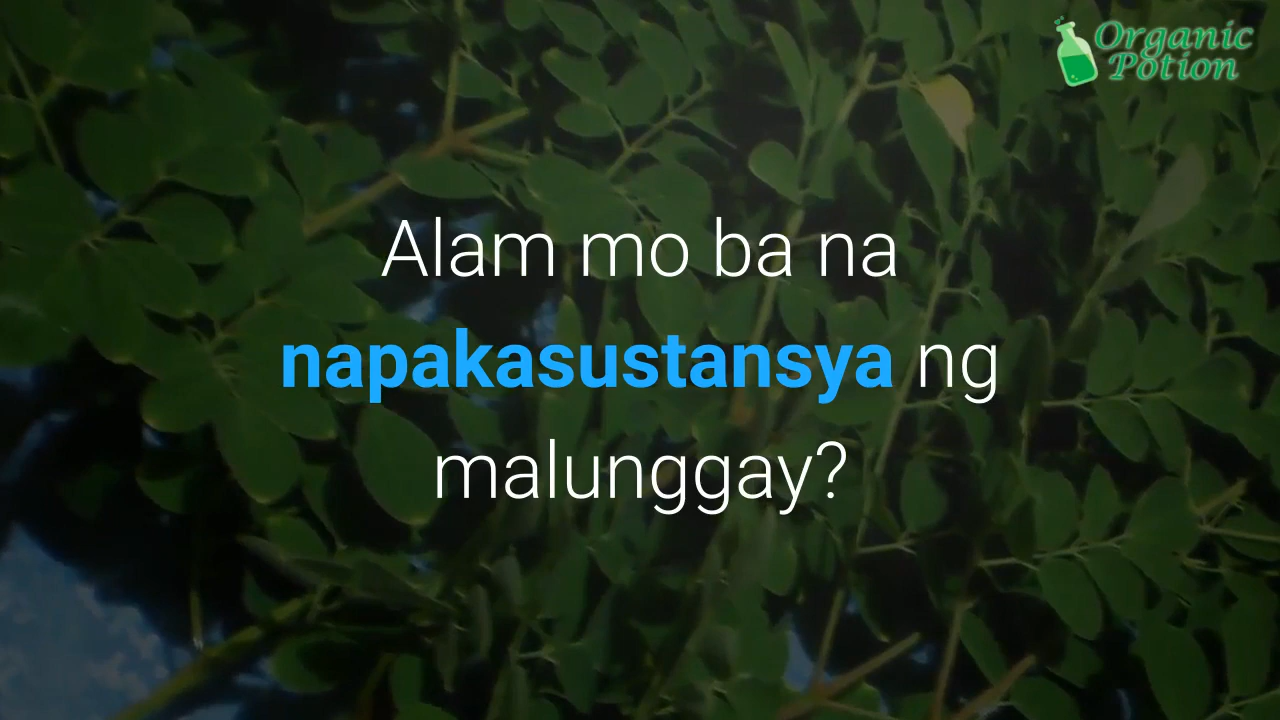 Organic
Potion
Alam mo ba na
napakasustansya ng
malunggay?